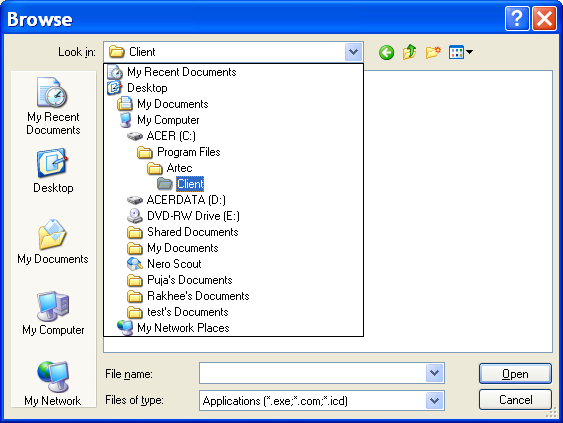 Browse
Look in: Client
My Recent Documents
Desktop
My Documents
My Computer
ACER (C:)
Program Files
Artec
Client
ACERDATA (D:)
DVD-RW Drive (E:)
Shared Documents
My Documents
Nero Scout
Puja's Documents
Rakhee's Documents
test's Documents
My Network Places
My Recent
Documents
Desktop
My Documents
My Computer
My Network
File name:
Open
Files of type: Applications (*.exe;*.com;*.icd)
Cancel